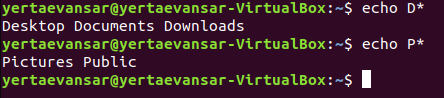 yertaevansar@yertaevansar-VirtualBox:~$ echo D*
Desktop Documents Downloads
yertaevansar@yertaevansar-VirtualBox:~$ echo P*
Pictures Public
yertaevansar@yertaevansar-VirtualBox:~$